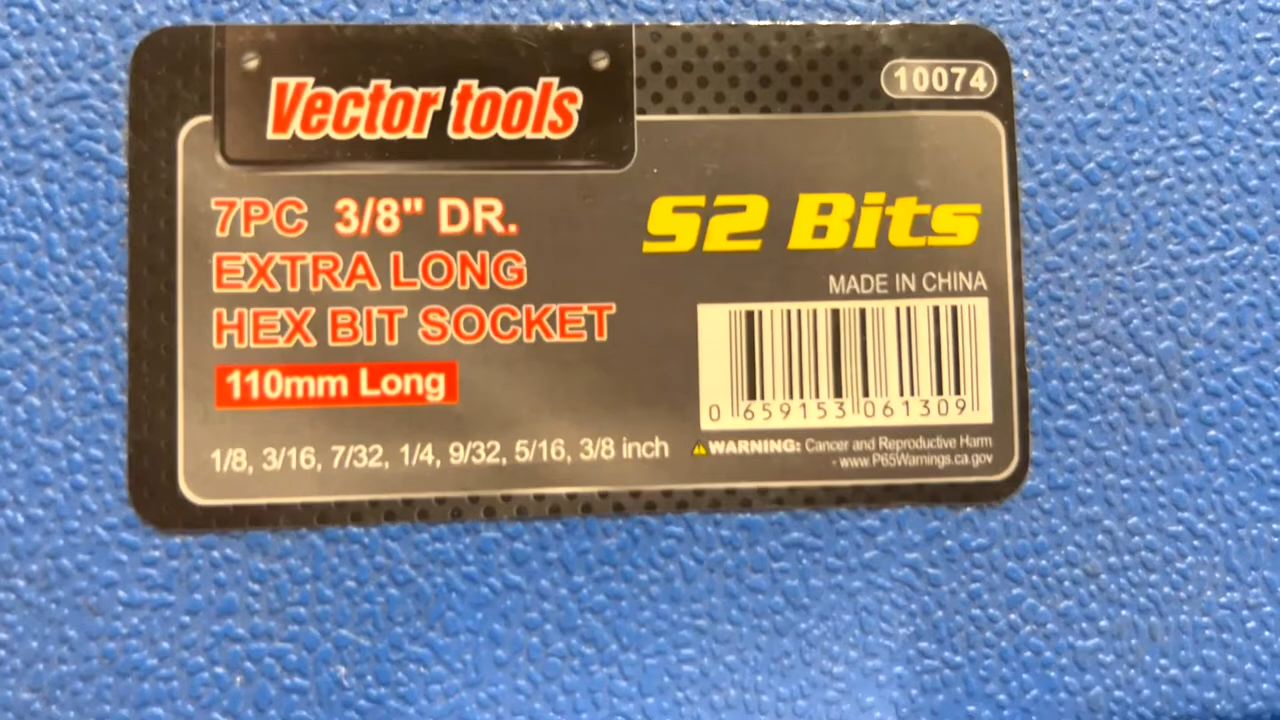 Vector tools
10074
7PC 3/8" DR.
EXTRA LONG
HEX BIT SOCKET
110mm Long
1/8, 3/16, 7/32, 1/4, 9/32, 5/16, 3/8 inch
S2 Bits
MADE IN CHINA
0 659153 061309
WARNING: Cancer and Reproductive Harm
- www.P65Warnings.ca.gov